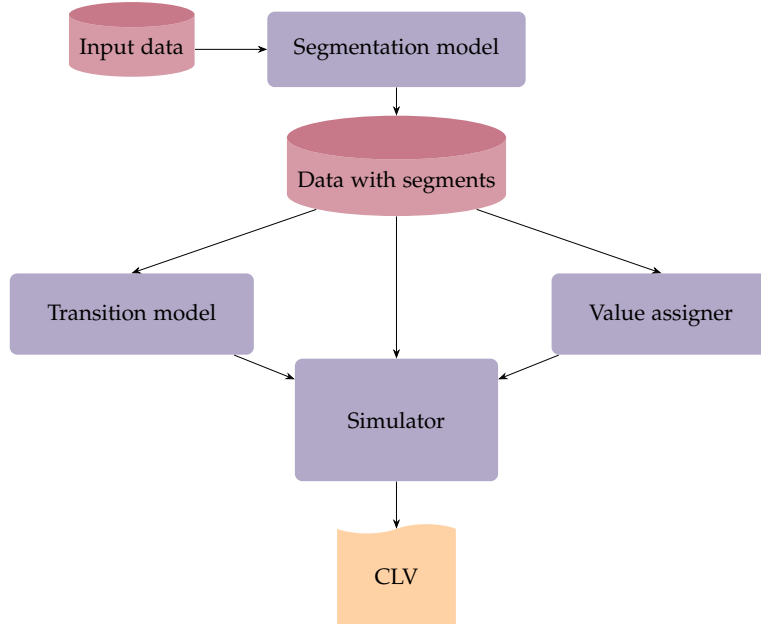 Input data
Segmentation model
Data with segments
Transition model
Value assigner
Simulator
CLV